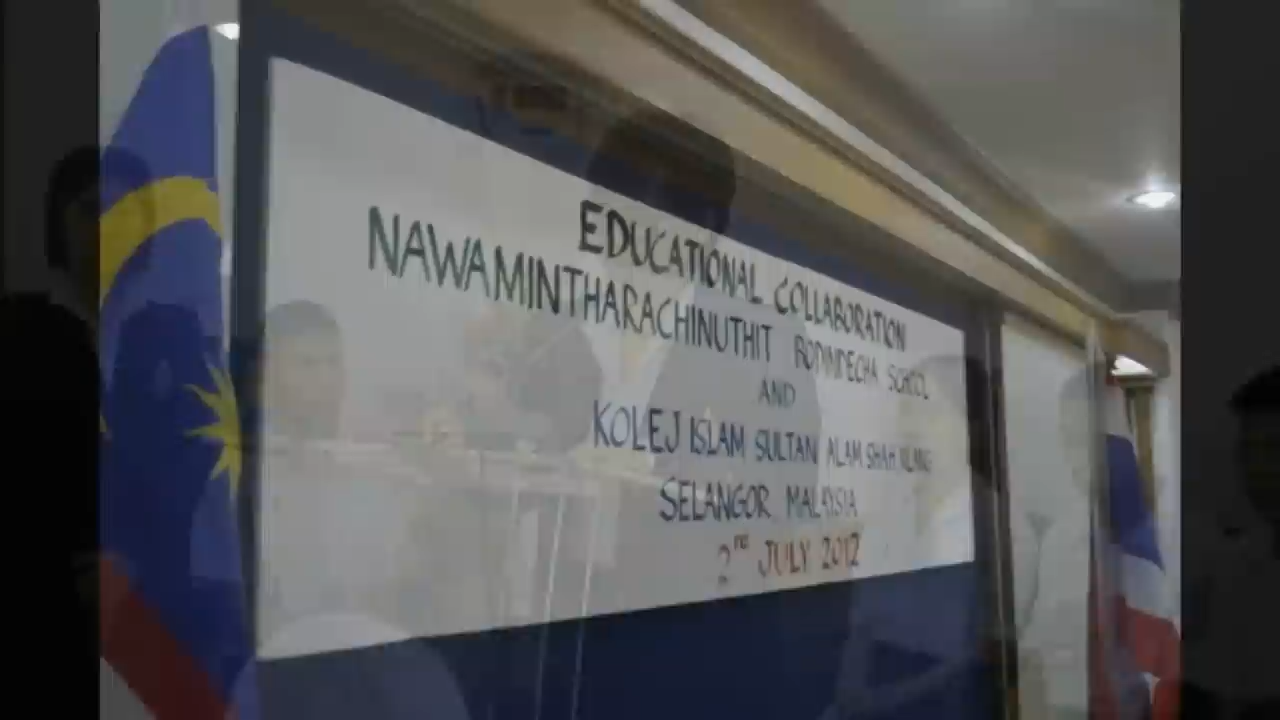 EDUCATIONAL COLLABORATION
NAWAMINTHARACHINUTHIT BODINDECHA SCHOOL
AND
KOLEJ ISLAM SULTAN ALAM SHAH KLANG
SELANGOR MALAYSIA
2ND JULY 2012